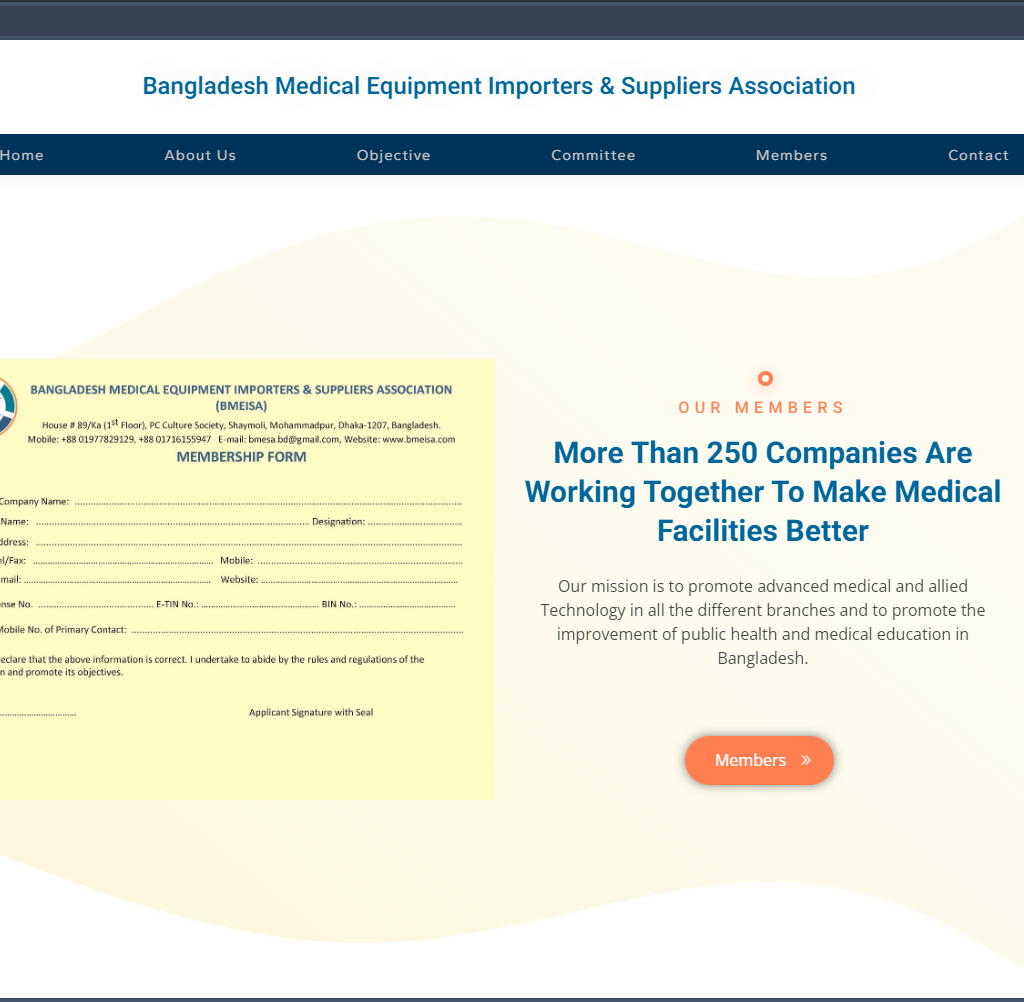 Bangladesh Medical Equipment Importers & Suppliers Association
Home About Us Objective Committee Members Contact
BANGLADESH MEDICAL EQUIPMENT IMPORTERS & SUPPLIERS ASSOCIATION
(BMEISA)
House # 89/Ka (1st Floor), PC Culture Society, Shaymoli, Mohammadpur, Dhaka-1207, Bangladesh.
Mobile: +88 01977829129, +88 01716155947 E-mail: bmesa.bd@gmail.com, Website: www.bmeisa.com
MEMBERSHIP FORM
Company Name:
Name: Designation:
ddress:
el/Fax: Mobile:
mail: Website:
nse No. E-TIN No.: BIN No.:
Mobile No. of Primary Contact:
eclare that the above information is correct. I undertake to abide by the rules and regulations of the
n and promote its objectives.
Applicant Signature with Seal
OUR MEMBERS
More Than 250 Companies Are
Working Together To Make Medical
Facilities Better
Our mission is to promote advanced medical and allied
Technology in all the different branches and to promote the
improvement of public health and medical education in
Bangladesh.
Members »